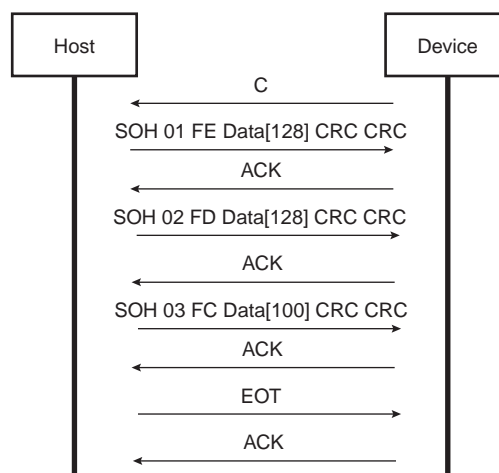 Host
Device
C
SOH 01 FE Data[128] CRC CRC
ACK
SOH 02 FD Data[128] CRC CRC
ACK
SOH 03 FC Data[100] CRC CRC
ACK
EOT
ACK